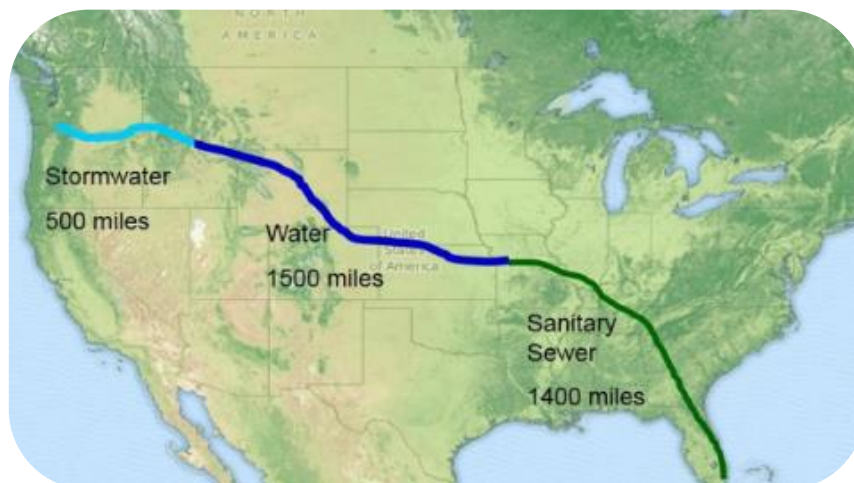 NORTH
AMERICA
Stormwater
500 miles
Water
United
States
of America
1500 miles
Sanitary
Sewer
1400 miles